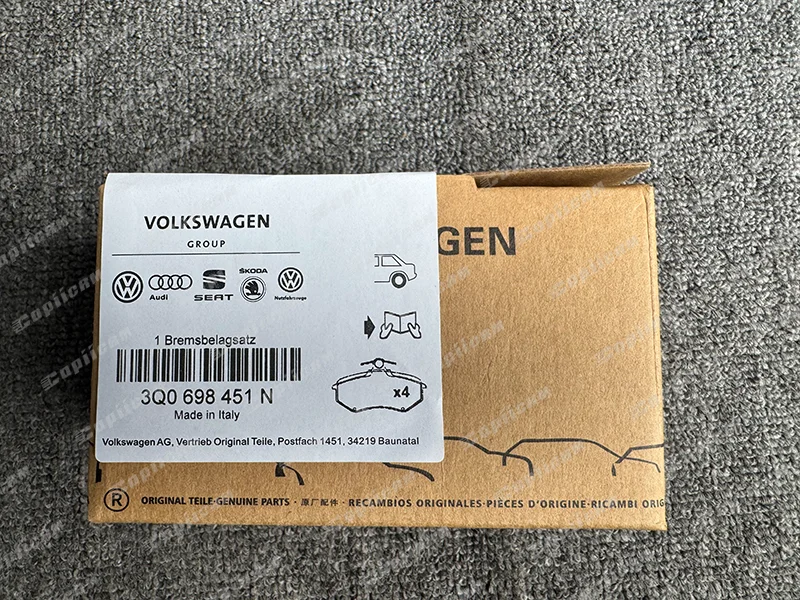 VOLKSWAGEN
GROUP
GEN
Audi
SEAT
ŠKODA
Nutzfahrzeuge
1 Bremsbelagsatz
3Q0 698 451 N
Made in Italy
x4
Volkswagen AG, Vertrieb Original Teile, Postfach 1451, 34219 Baunatal
® ORIGINAL TEILE·GENUINE PARTS · 原厂配件 · RECAMBIOS ORIGINALES·PIÈCES D'ORIGINE·RICAMBI ORIG
Capiican